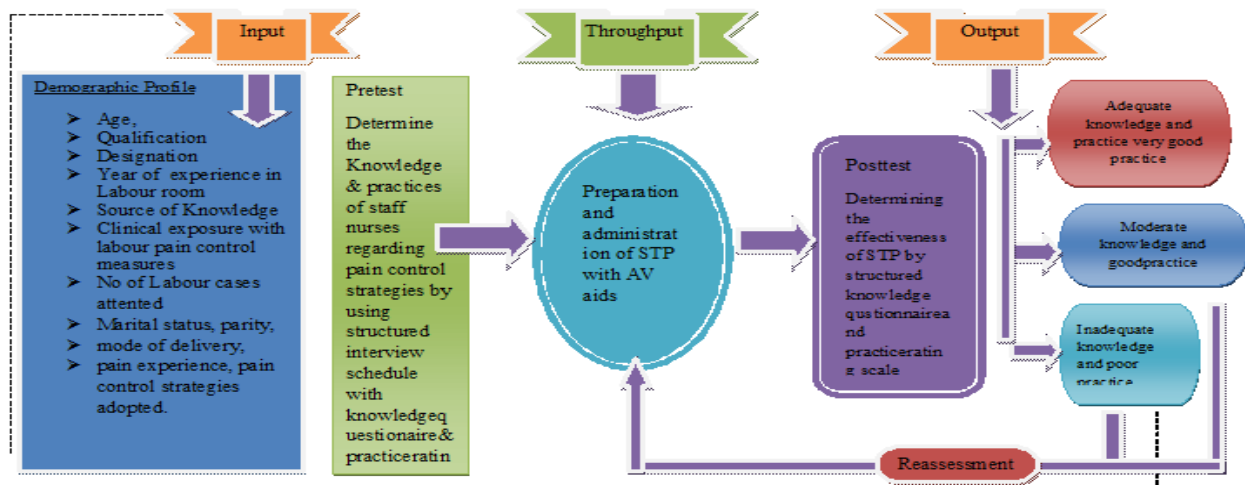 Input
Throughput
Output
Demographic Profile
Age,
Qualification
Designation
Year of experience in
Labour room
Source of Knowledge
Clinical exposure with
labour pain control
measures
No of Labour cases
attented
Marital status, parity,
mode of delivery,
pain experience, pain
control strategies
adopted.
Pretest
Determine
the
Knowledge
& practices
of staff
nurses
regarding
pain control
strategies by
using
structured
interview
schedule
with
knowledgeq
uestionaire&
practiceratin
Preparation
and
administrat
ion of STP
with AV
aids
Posttest
Determining
the
effectiveness
of STP by
structured
knowledge
qustionnairea
nd
practiceratin
g scale
Adequate
knowledge and
practice very good
practice
Moderate
knowledge and
goodpractice
Inadequate
knowledge
and poor
practice
Reassessment